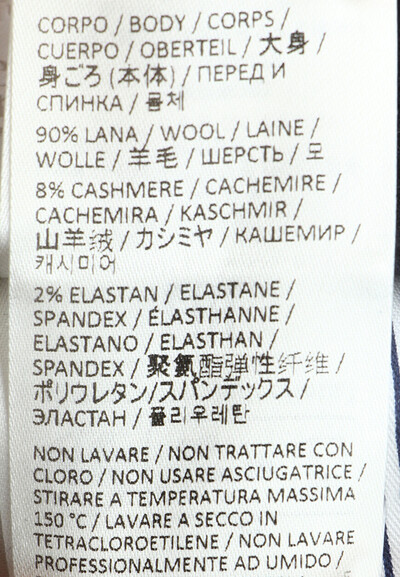 CORPO / BODY / CORPS /
CUERPO / OBERTEIL / 大身 /
身ごろ (本体) / ПЕРЕД И
СПИНКА / 몸체
90% LANA / WOOL / LAINE /
WOLLE / 羊毛 / ШЕРСТЬ / 모
8% CASHMERE / CACHEMIRE /
CACHEMIRA / KASCHMIR /
山羊绒 / カシミヤ / КАШЕМИР /
캐시미어
2% ELASTAN / ELASTANE /
SPANDEX / ÉLASTHANNE /
ELASTANO / ELASTHAN /
SPANDEX / 聚氨酯弹性纤维 /
ポリウレタン/スパンデックス /
ЭЛАСТАН / 폴리우레탄
NON LAVARE / NON TRATTARE CON
CLORO / NON USARE ASCIUGATRICE /
STIRARE A TEMPERATURA MASSIMA
150 °C / LAVARE A SECCO IN
TETRACLOROETILENE / NON LAVARE
PROFESSIONALMENTE AD UMIDO /